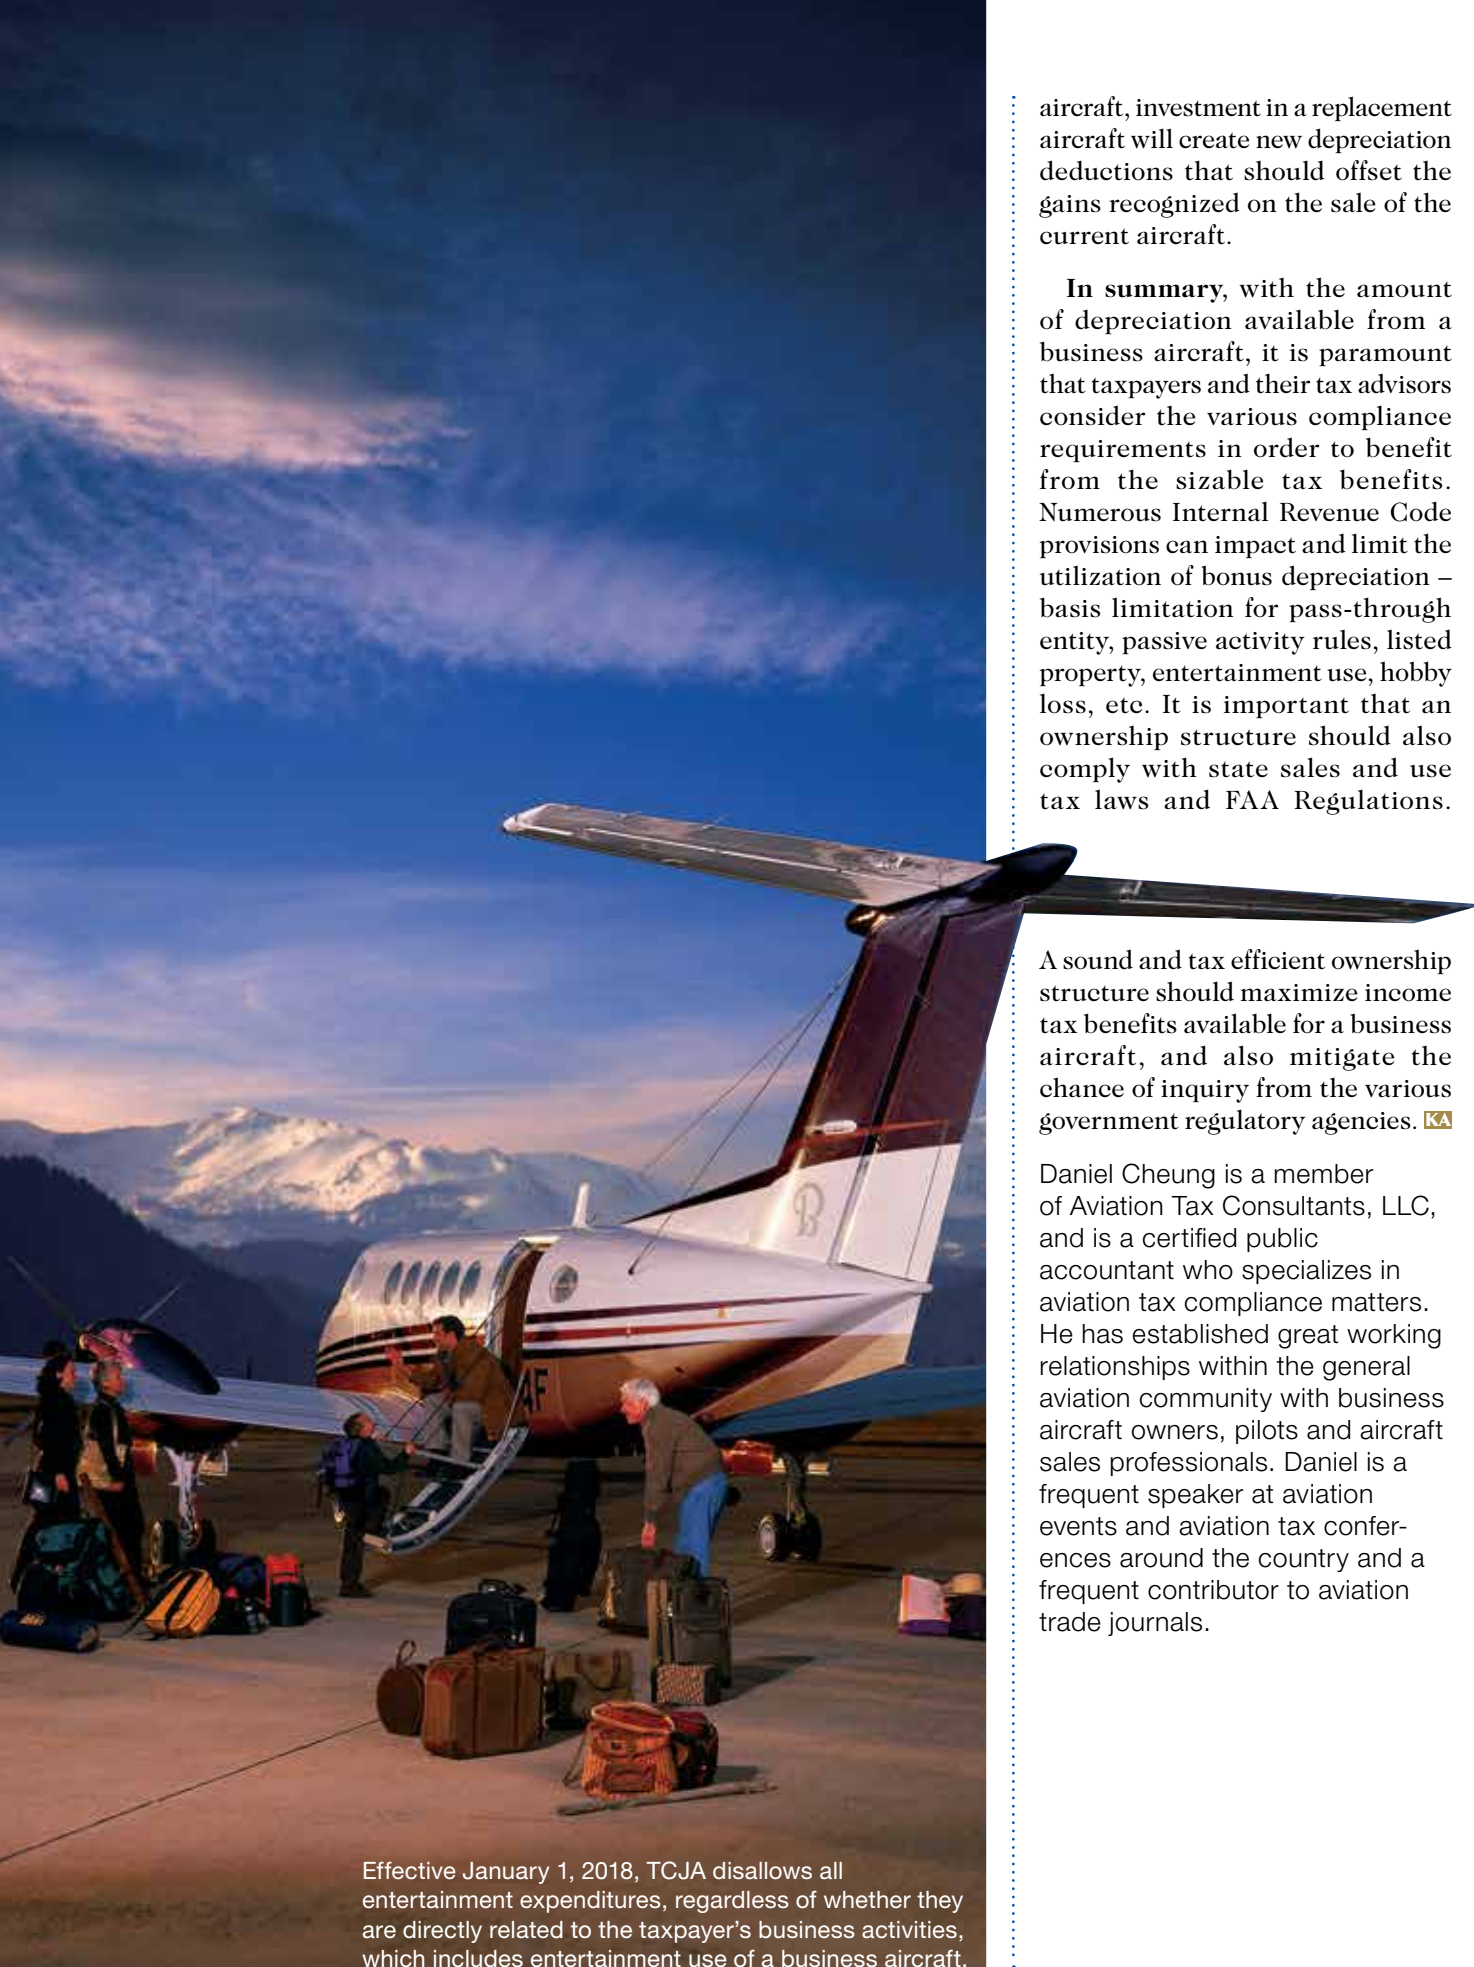 aircraft, investment in a replacement
aircraft will create new depreciation
deductions that should offset the
gains recognized on the sale of the
current aircraft.
In summary, with the amount
of depreciation available from a
business aircraft, it is paramount
that taxpayers and their tax advisors
consider the various compliance
requirements in order to benefit
from the sizable tax benefits.
Numerous Internal Revenue Code
provisions can impact and limit the
utilization of bonus depreciation –
basis limitation for pass-through
entity, passive activity rules, listed
property, entertainment use, hobby
loss, etc. It is important that an
ownership structure should also
comply with state sales and use
tax laws and FAA Regulations.
A sound and tax efficient ownership
structure should maximize income
tax benefits available for a business
aircraft, and also mitigate the
chance of inquiry from the various
government regulatory agencies. KA
Daniel Cheung is a member
of Aviation Tax Consultants, LLC,
and is a certified public
accountant who specializes in
aviation tax compliance matters.
He has established great working
relationships within the general
aviation community with business
aircraft owners, pilots and aircraft
sales professionals. Daniel is a
frequent speaker at aviation
events and aviation tax confer-
ences around the country and a
frequent contributor to aviation
trade journals.
Effective January 1, 2018, TCJA disallows all
entertainment expenditures, regardless of whether they
are directly related to the taxpayer's business activities,
which includes entertainment use of a business aircraft.